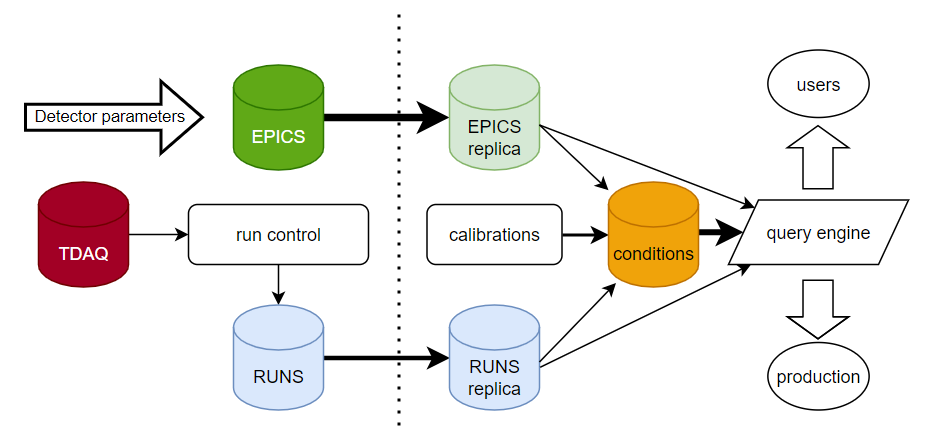 Detector parameters
EPICS
EPICS
replica
users
TDAQ
run control
calibrations
conditions
query engine
RUNS
RUNS
replica
production